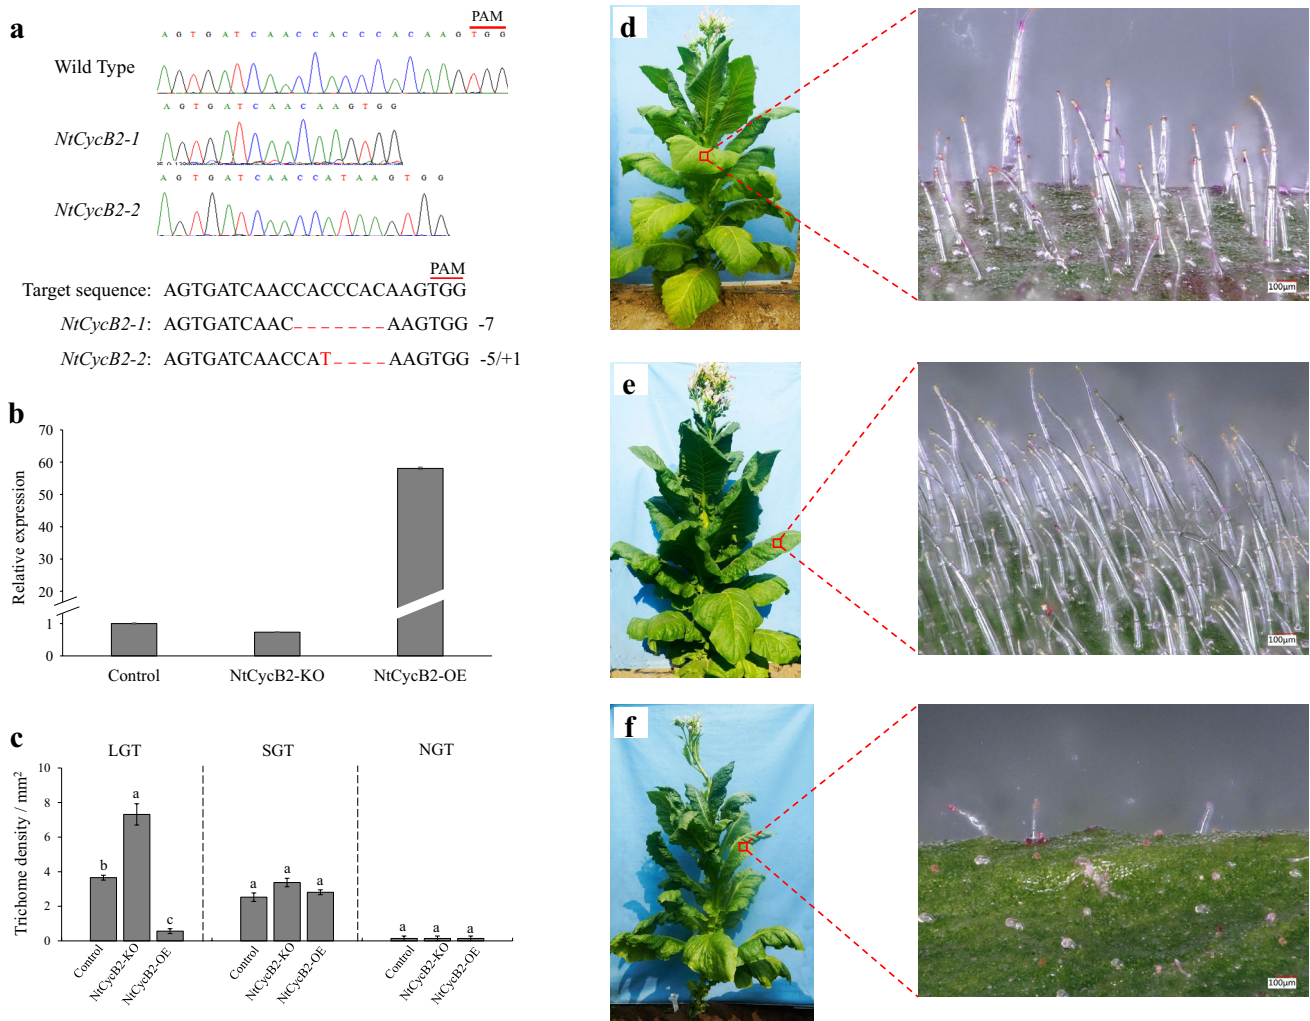 a
PAM
A G T G A T C A A C C A C C C A C A A G T G G
Wild Type
A G T G A T C A A C A A G T G G
NtCycB2-1
A G T G A T C A A C C A T A A G T G G
NtCycB2-2
PAM
Target sequence: AGTGATCAACCACCCACAAGTGG
NtCycB2-1: AGTGATCAAC-------AAGTGG -7
NtCycB2-2: AGTGATCAACCAT----AAGTGG -5/+1
b
70
60
50
40
30
20
1
0
Relative expression
Control NtCycB2-KO NtCycB2-OE
c
LGT SGT NGT
10
8
6
4
2
0
Trichome density / mm²
b a c a a a a a a
Control NtCycB2-KO NtCycB2-OE Control NtCycB2-KO NtCycB2-OE Control NtCycB2-KO NtCycB2-OE
d
100μm
e
100μm
f
100μm